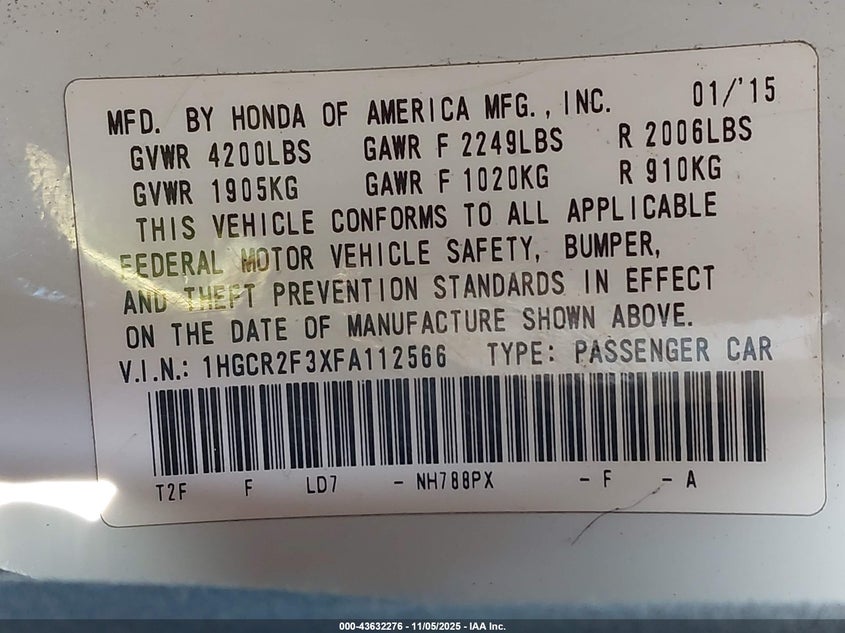 MFD. BY HONDA OF AMERICA MFG., INC. 01/'15
GVWR 4200LBS GAWR F 2249LBS R 2006LBS
GVWR 1905KG GAWR F 1020KG R 910KG
THIS VEHICLE CONFORMS TO ALL APPLICABLE
FEDERAL MOTOR VEHICLE SAFETY, BUMPER,
AND THEFT PREVENTION STANDARDS IN EFFECT
ON THE DATE OF MANUFACTURE SHOWN ABOVE.
V.I.N.: 1HGCR2F3XFA112566 TYPE: PASSENGER CAR
T2F F LD7 - NH788PX - F - A
000-43632276 - 11/05/2025 - IAA Inc.